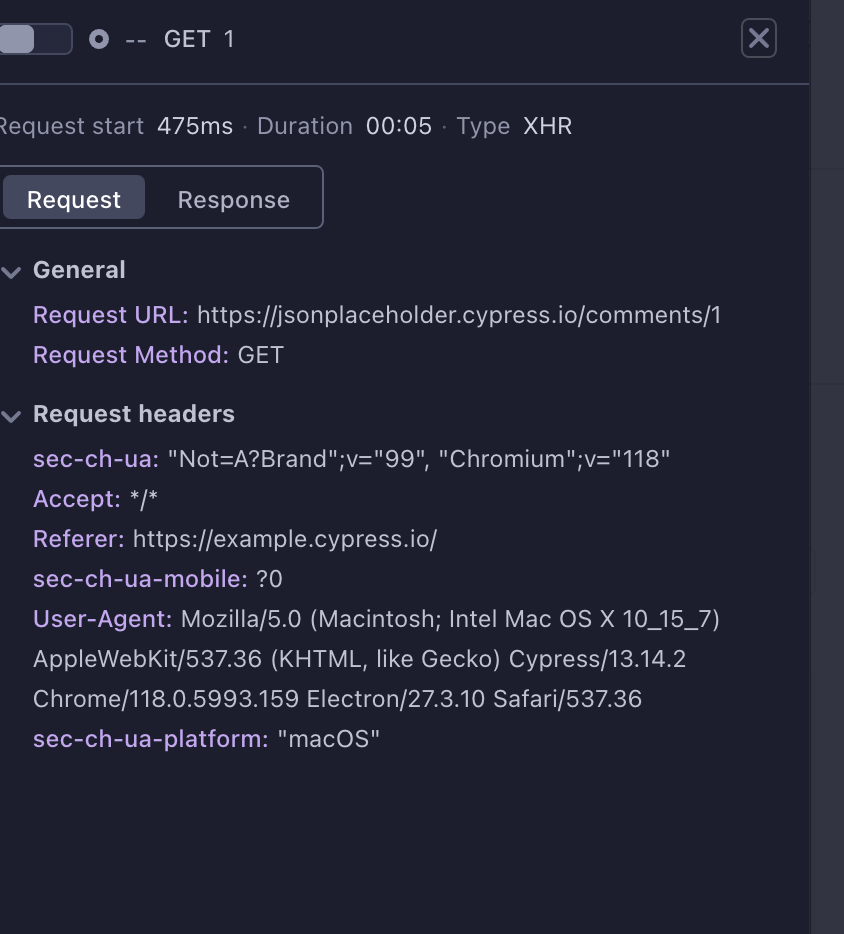 -- GET 1
Request start 475ms · Duration 00:05 · Type XHR
Request Response
General
Request URL: https://jsonplaceholder.cypress.io/comments/1
Request Method: GET
Request headers
sec-ch-ua: "Not=A?Brand";v="99", "Chromium";v="118"
Accept: */*
Referer: https://example.cypress.io/
sec-ch-ua-mobile: ?0
User-Agent: Mozilla/5.0 (Macintosh; Intel Mac OS X 10_15_7)
AppleWebKit/537.36 (KHTML, like Gecko) Cypress/13.14.2
Chrome/118.0.5993.159 Electron/27.3.10 Safari/537.36
sec-ch-ua-platform: "macOS"